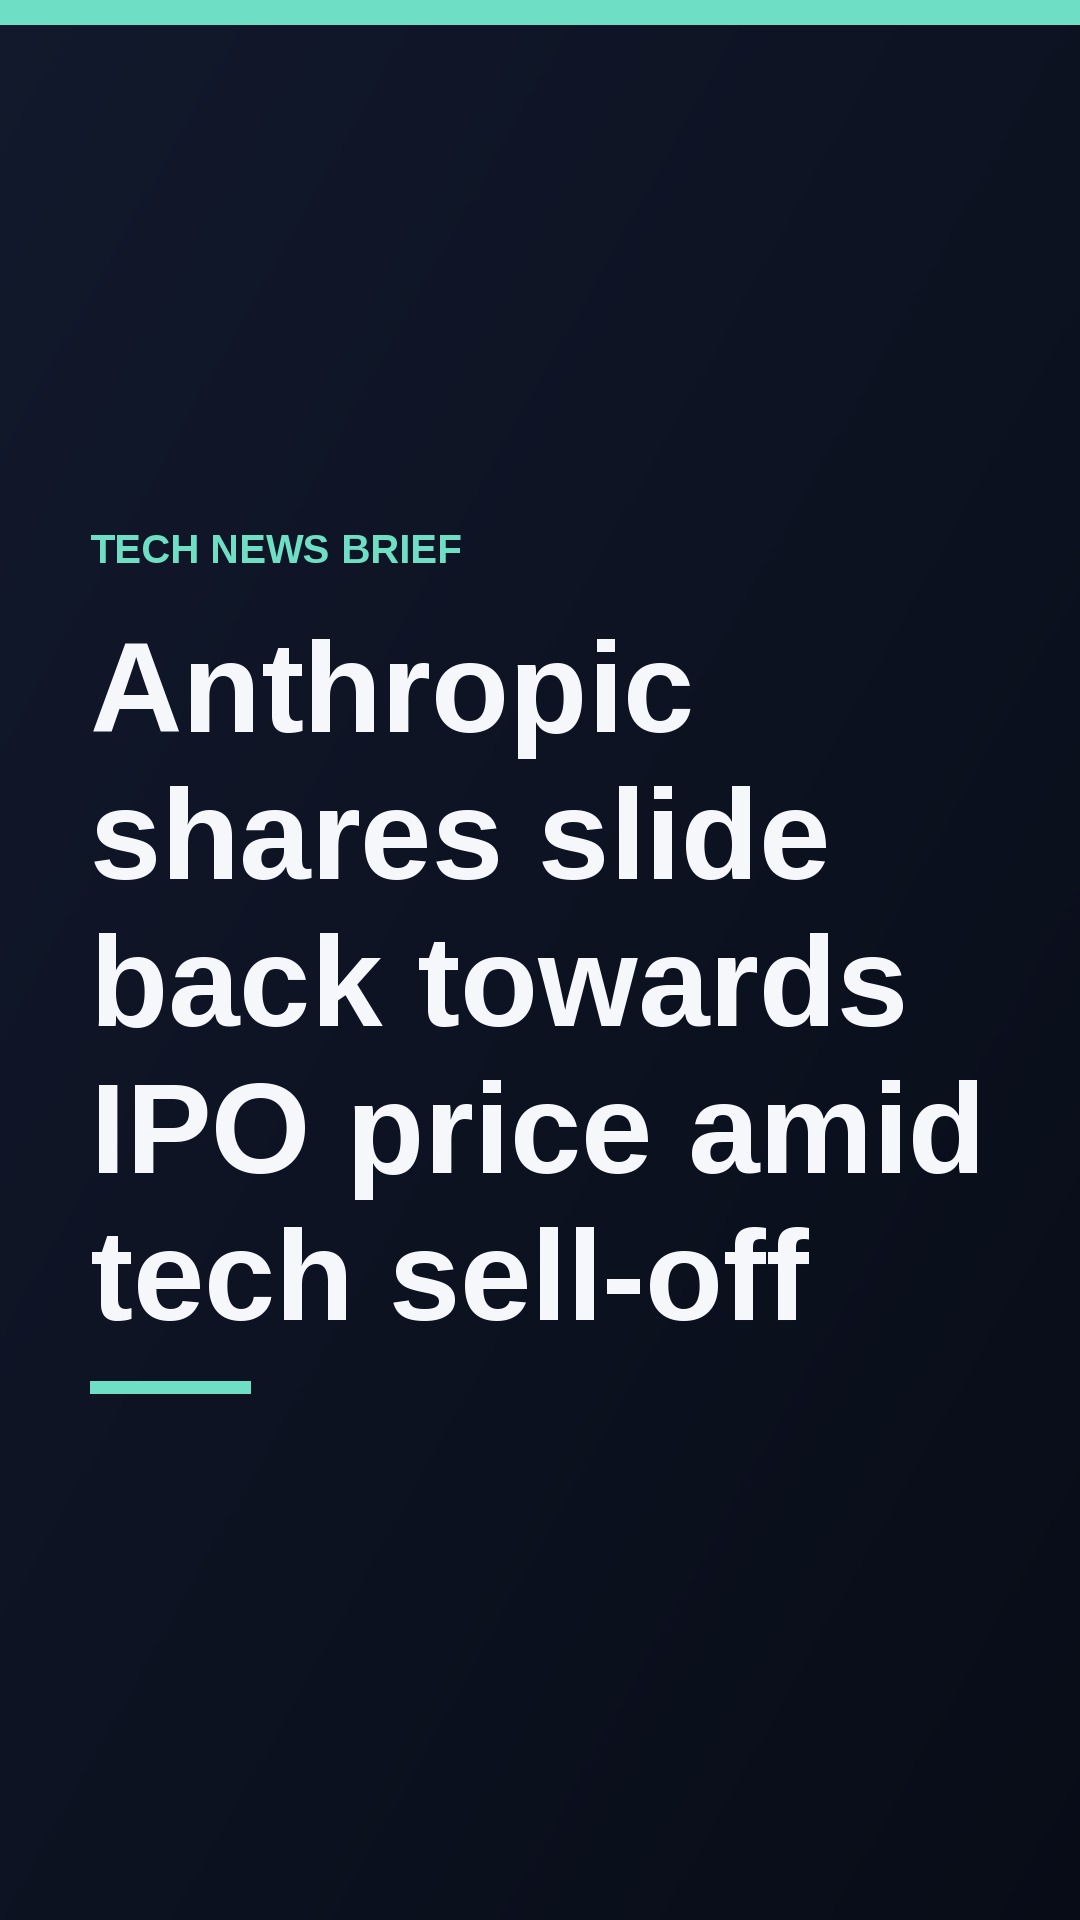 TECH NEWS BRIEF
Anthropic
shares slide
back towards
IPO price amid
tech sell-off